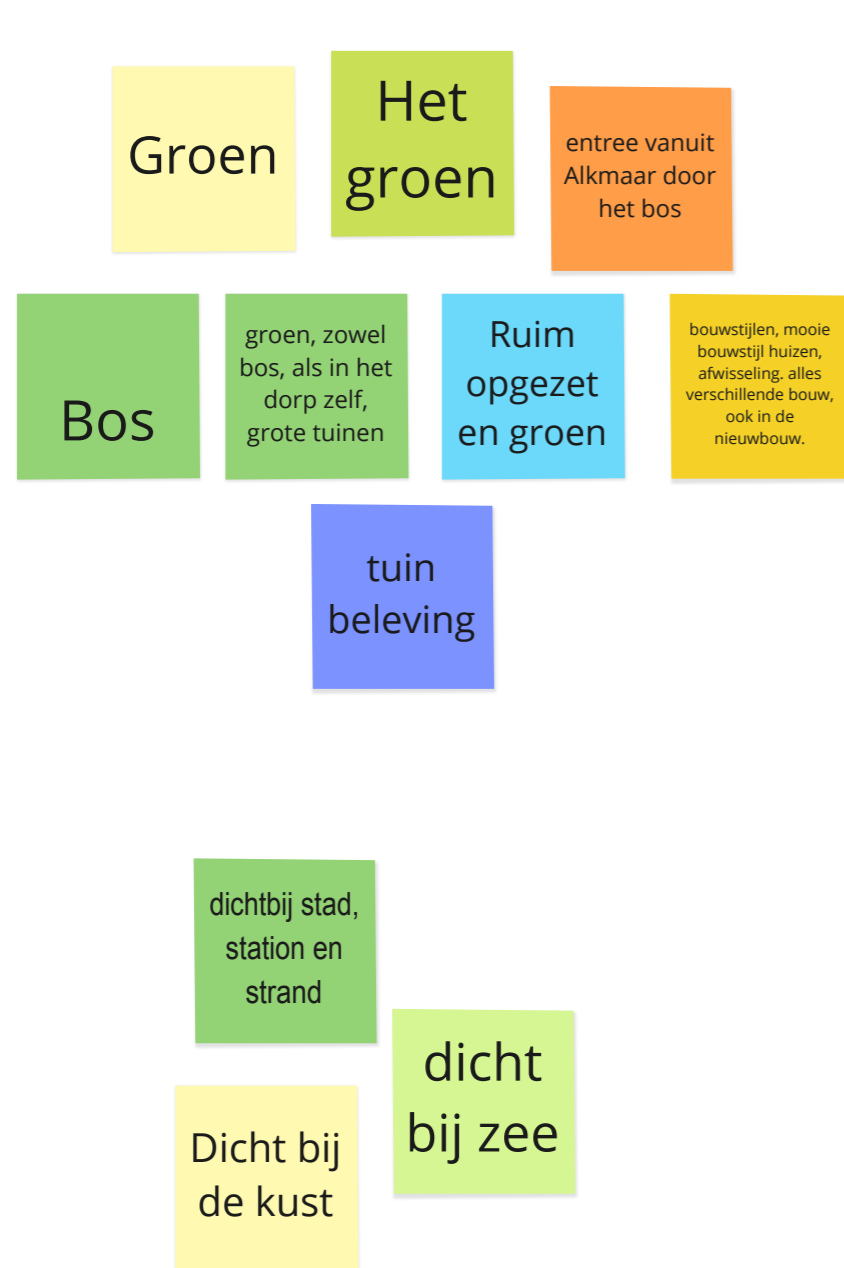 Groen
Het
groen
entree vanuit
Alkmaar door
het bos
Bos
groen, zowel
bos, als in het
dorp zelf,
grote tuinen
Ruim
opgezet
en groen
bouwstijlen, mooie
bouwstijl huizen,
afwisseling. alles
verschillende bouw,
ook in de
nieuwbouw.
tuin
beleving
dichtbij stad,
station en
strand
dicht
bij zee
Dicht bij
de kust